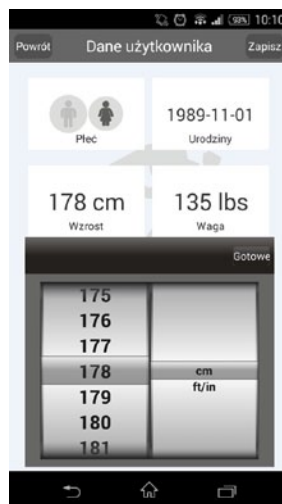 93% 10:10
Powrót Dane użytkownika Zapisz
Płeć
1989-11-01
Urodziny
178 cm
Wzrost
135 lbs
Waga
Gotowe
175
176
177
178 cm
179 ft/in
180
181